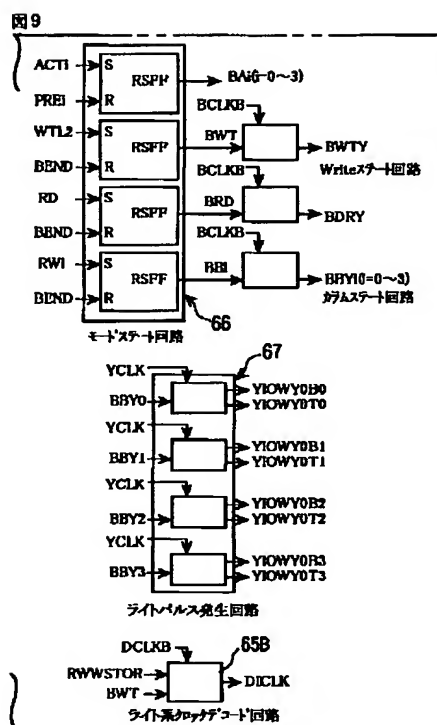 図9
ACTi S RSFF BAi(i=0~3)
PREi R BCLKB
WTL2 S RSFF BWT BWTY
BEND R BCLKB Writeステート回路
RD S RSFF BRD BDRY
BEND R BCLKB
RWi S RSFF BBi BBYi(i=0~3)
BEND R カラムステート回路
66
モードステート回路
67
YCLK
BBY0 YIOWY0B0
YIOWY0T0
YCLK
BBY1 YIOWY0B1
YIOWY0T1
YCLK
BBY2 YIOWY0B2
YIOWY0T2
YCLK
BBY3 YIOWY0B3
YIOWY0T3
ライトパルス発生回路
DCLKB 65B
RWWSTOR DICLK
BWT
ライト系クロックデコード回路